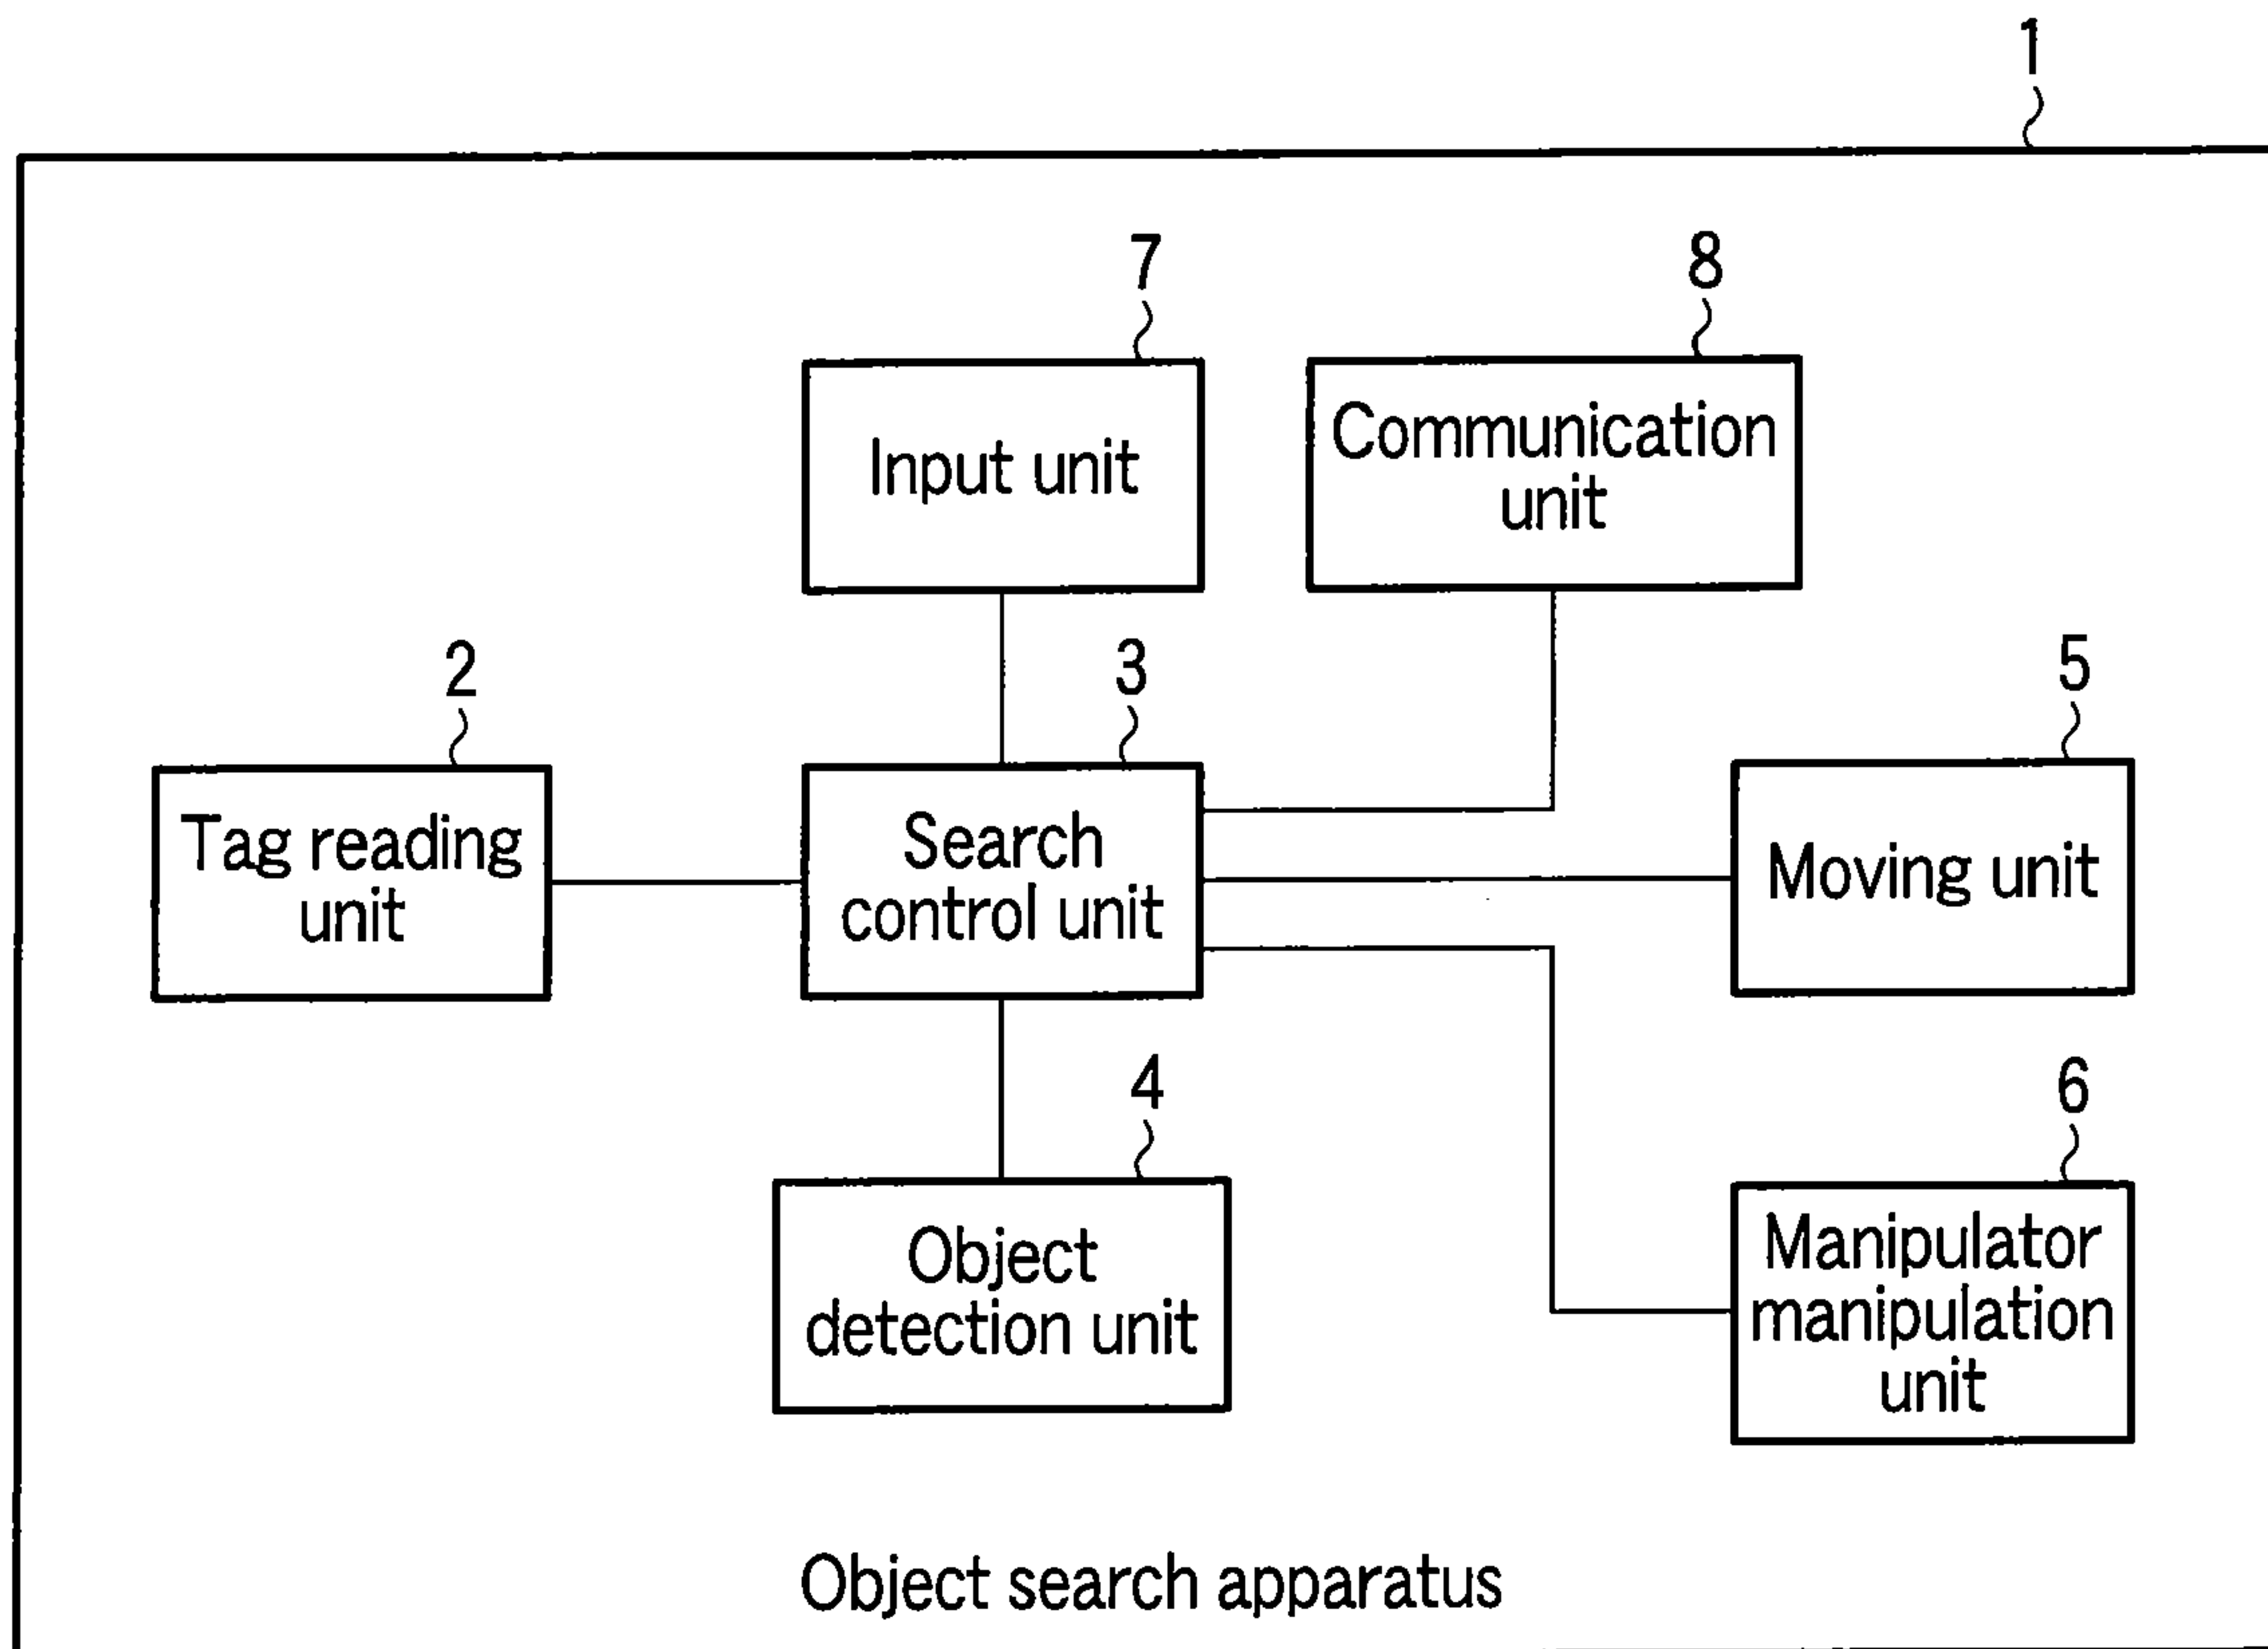 1
7
8
Input unit
Communication
unit
2
3
5
Tag reading
unit
Search
control unit
Moving unit
4
6
Object
detection unit
Manipulator
manipulation
unit
Object search apparatus